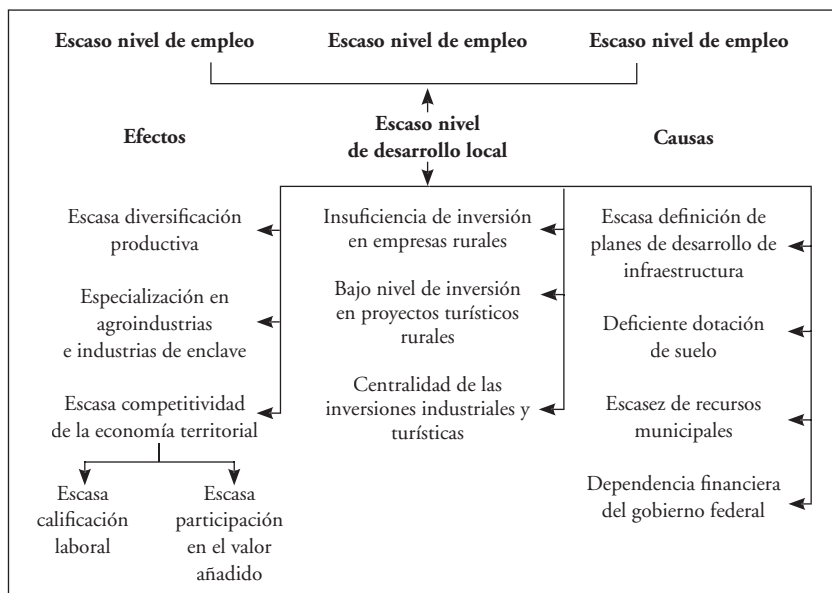 Escaso nivel de empleo
Escaso nivel de empleo
Escaso nivel de empleo
Efectos
Escaso nivel
de desarrollo local
Causas
Escasa diversificación
productiva
Especialización en
agroindustrias
e industrias de enclave
Escasa competitividad
de la economía territorial
Escasa
calificación
laboral
Escasa
participación
en el valor
añadido
Insuficiencia de inversión
en empresas rurales
Bajo nivel de inversión
en proyectos turísticos
rurales
Centralidad de las
inversiones industriales y
turísticas
Escasa definición de
planes de desarrollo de
infraestructura
Deficiente dotación
de suelo
Escasez de recursos
municipales
Dependencia financiera
del gobierno federal